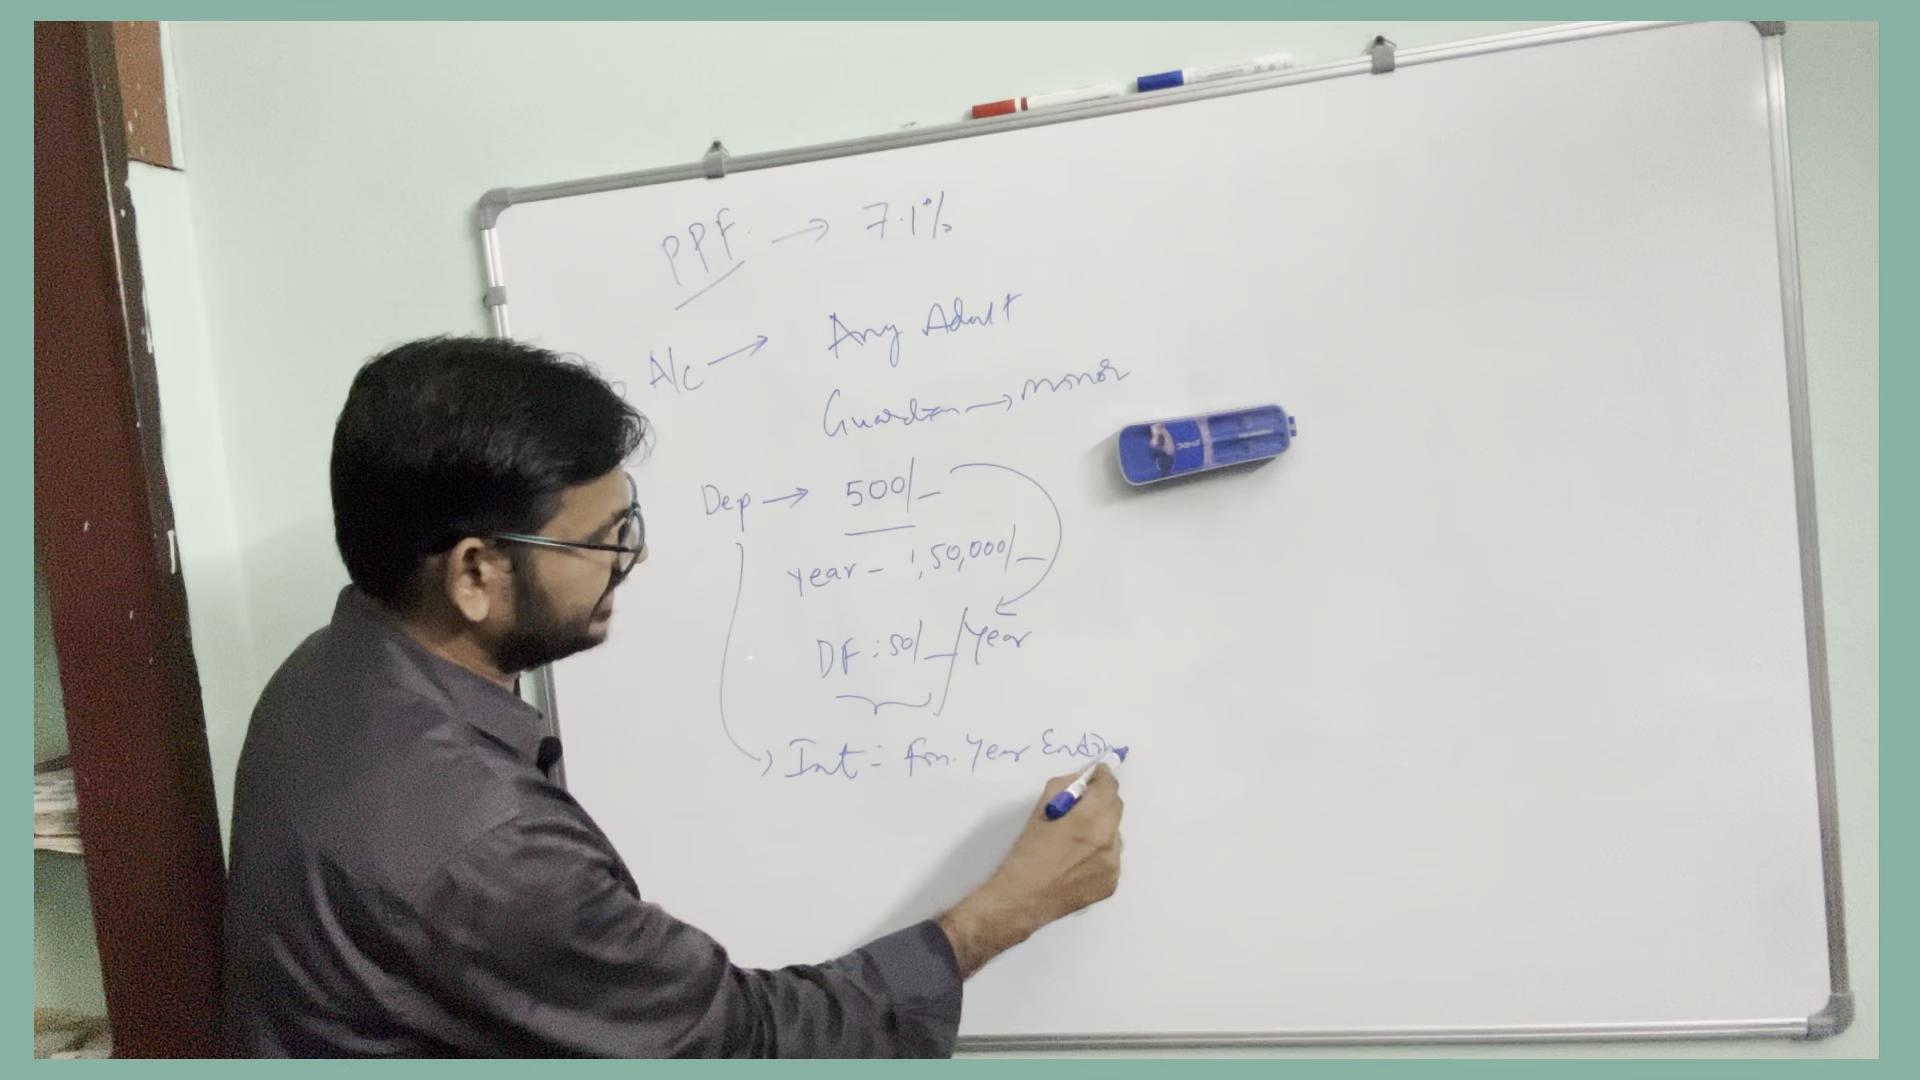 PPF. → 7.1%
A/c → Any Adult
Guardian → minor
Dep → 500/-
Year - 1,50,000/-
DF : 50/- / Year
Int : Fin. Year Endin